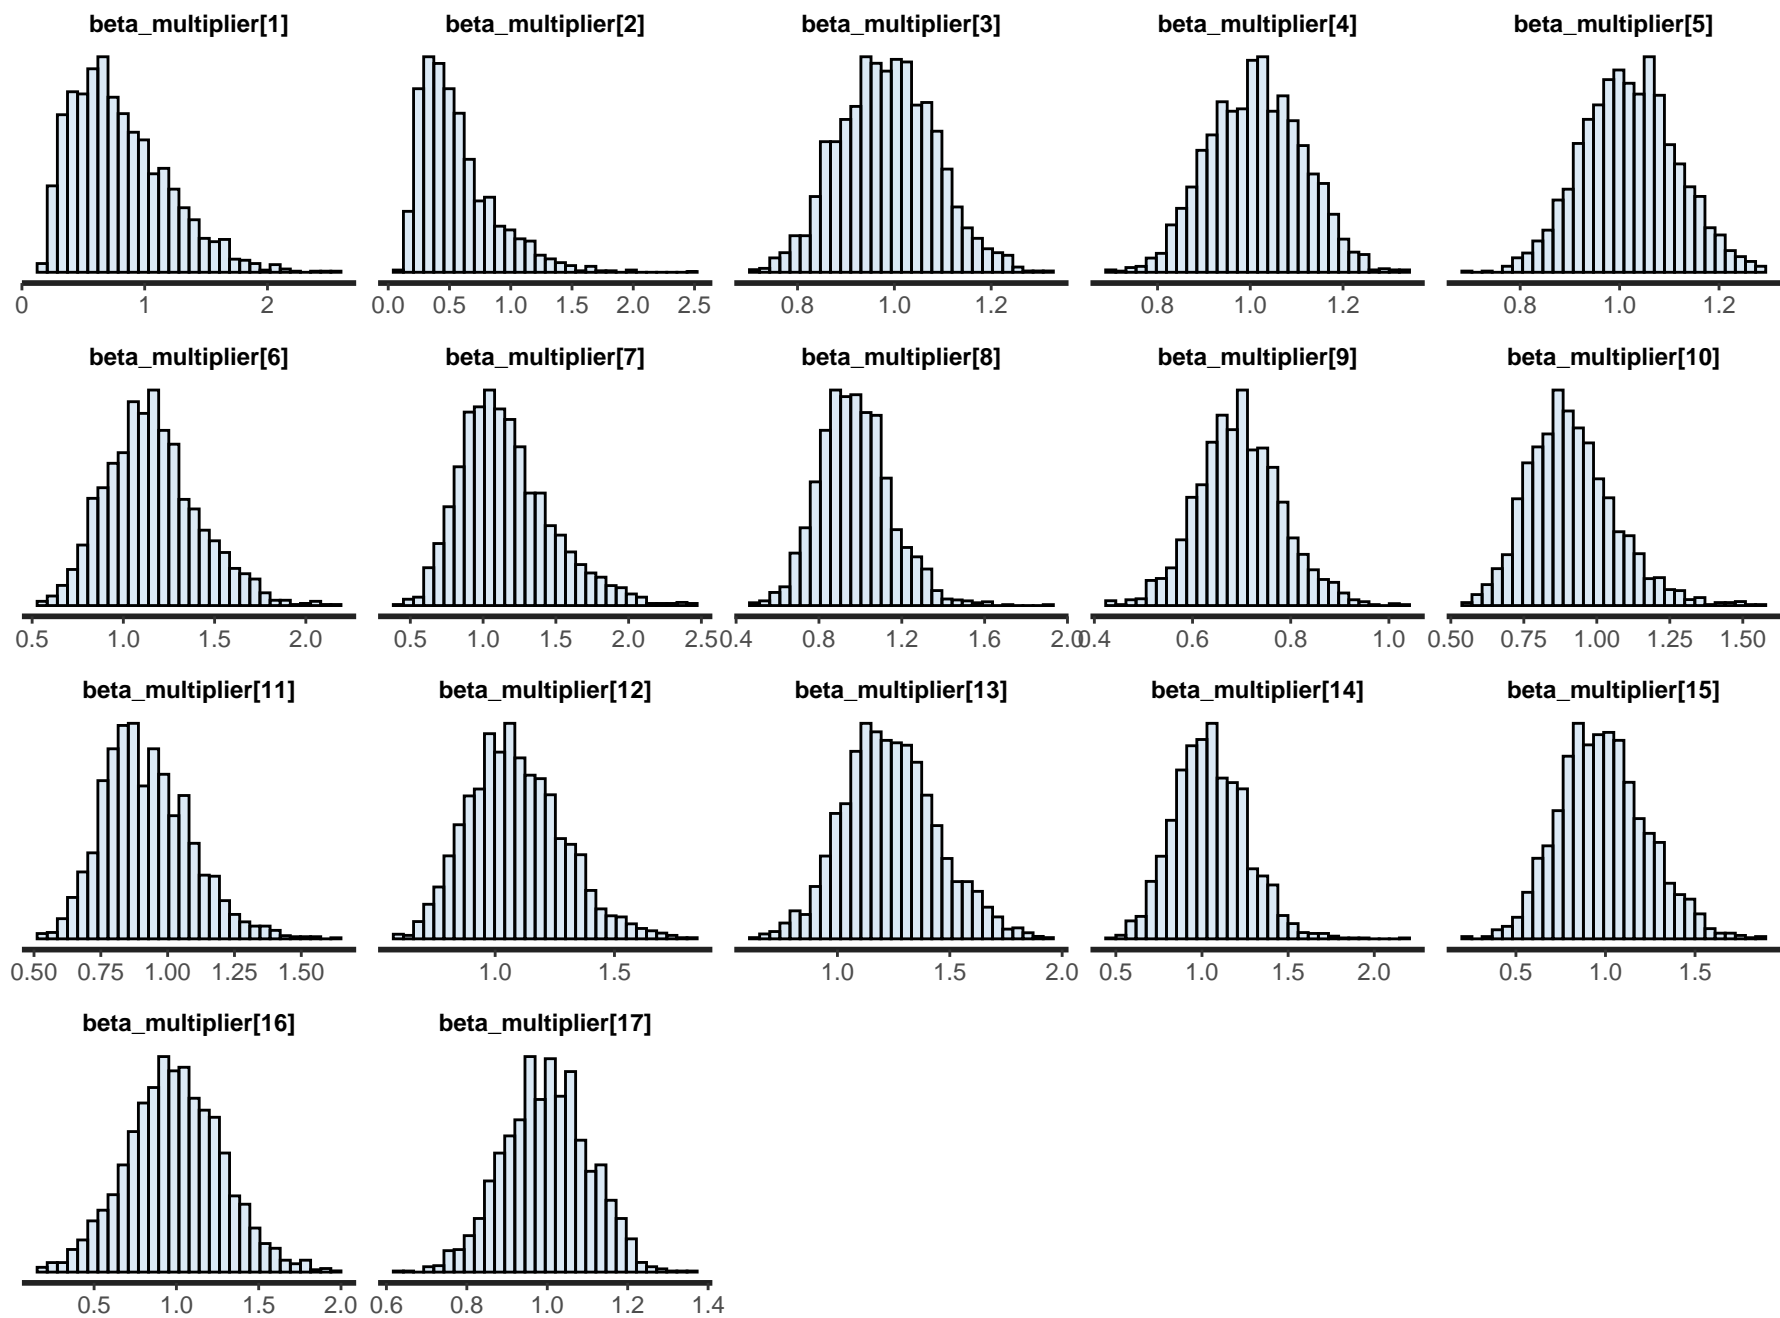 beta_multiplier[1] beta_multiplier[2] beta_multiplier[3] beta_multiplier[4] beta_multiplier[5]
0 1 2 0.0 0.5 1.0 1.5 2.0 2.5 0.8 1.0 1.2 0.8 1.0 1.2 0.8 1.0 1.2
beta_multiplier[6] beta_multiplier[7] beta_multiplier[8] beta_multiplier[9] beta_multiplier[10]
0.5 1.0 1.5 2.0 0.5 1.0 1.5 2.0 2.5 0.4 0.8 1.2 1.6 2.0 0.4 0.6 0.8 1.0 0.50 0.75 1.00 1.25 1.50
beta_multiplier[11] beta_multiplier[12] beta_multiplier[13] beta_multiplier[14] beta_multiplier[15]
0.50 0.75 1.00 1.25 1.50 1.0 1.5 1.0 1.5 2.0 0.5 1.0 1.5 2.0 0.5 1.0 1.5
beta_multiplier[16] beta_multiplier[17]
0.5 1.0 1.5 2.0 0.6 0.8 1.0 1.2 1.4